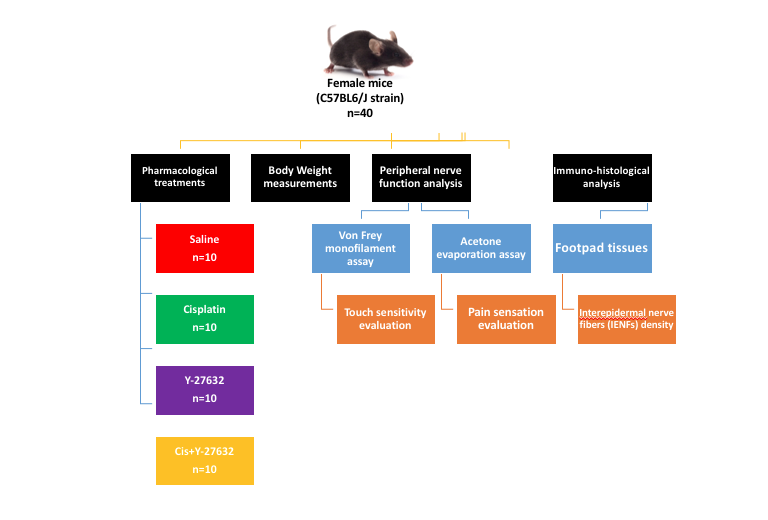 Female mice
(C57BL6/J strain)
n=40
Pharmacological
treatments
Body Weight
measurements
Peripheral nerve
function analysis
Immuno-histological
analysis
Saline
n=10
Von Frey
monofilament
assay
Acetone
evaporation assay
Footpad tissues
Cisplatin
n=10
Touch sensitivity
evaluation
Pain sensation
evaluation
Interepidermal nerve
fibers (IENFs) density
Y-27632
n=10
Cis+Y-27632
n=10